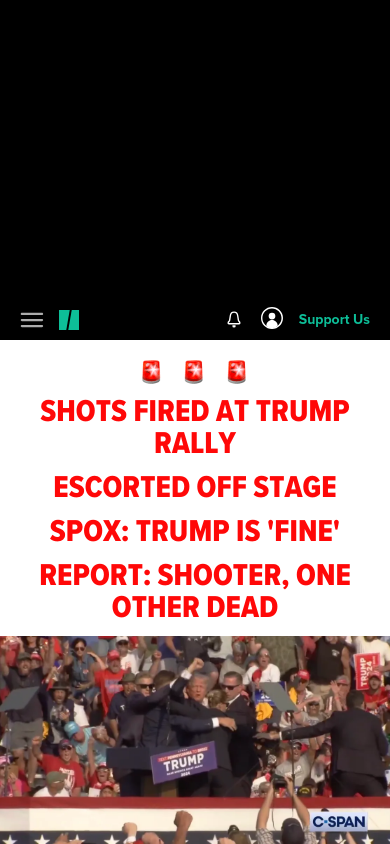 Support Us
SHOTS FIRED AT TRUMP
RALLY
ESCORTED OFF STAGE
SPOX: TRUMP IS 'FINE'
REPORT: SHOOTER, ONE
OTHER DEAD
TRUMP
TRUMP
C-SPAN